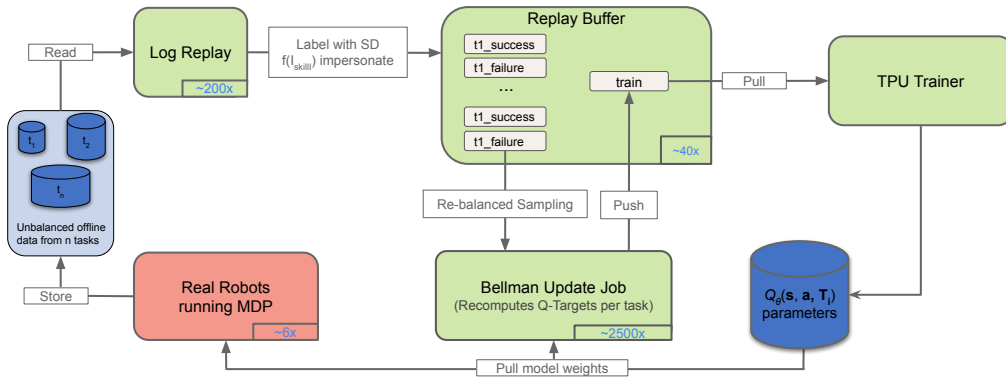 Read
Log Replay
~200x
Label with SD
f(I_skill) impersonate
Replay Buffer
t1_success
t1_failure
...
t1_success
t1_failure
train
~40x
Pull
TPU Trainer
t1
t2
tn
Unbalanced offline
data from n tasks
Store
Real Robots
running MDP
~6x
Re-balanced Sampling
Push
Bellman Update Job
(Recomputes Q-Targets per task)
~2500x
Qθ(s, a, Ti)
parameters
Pull model weights